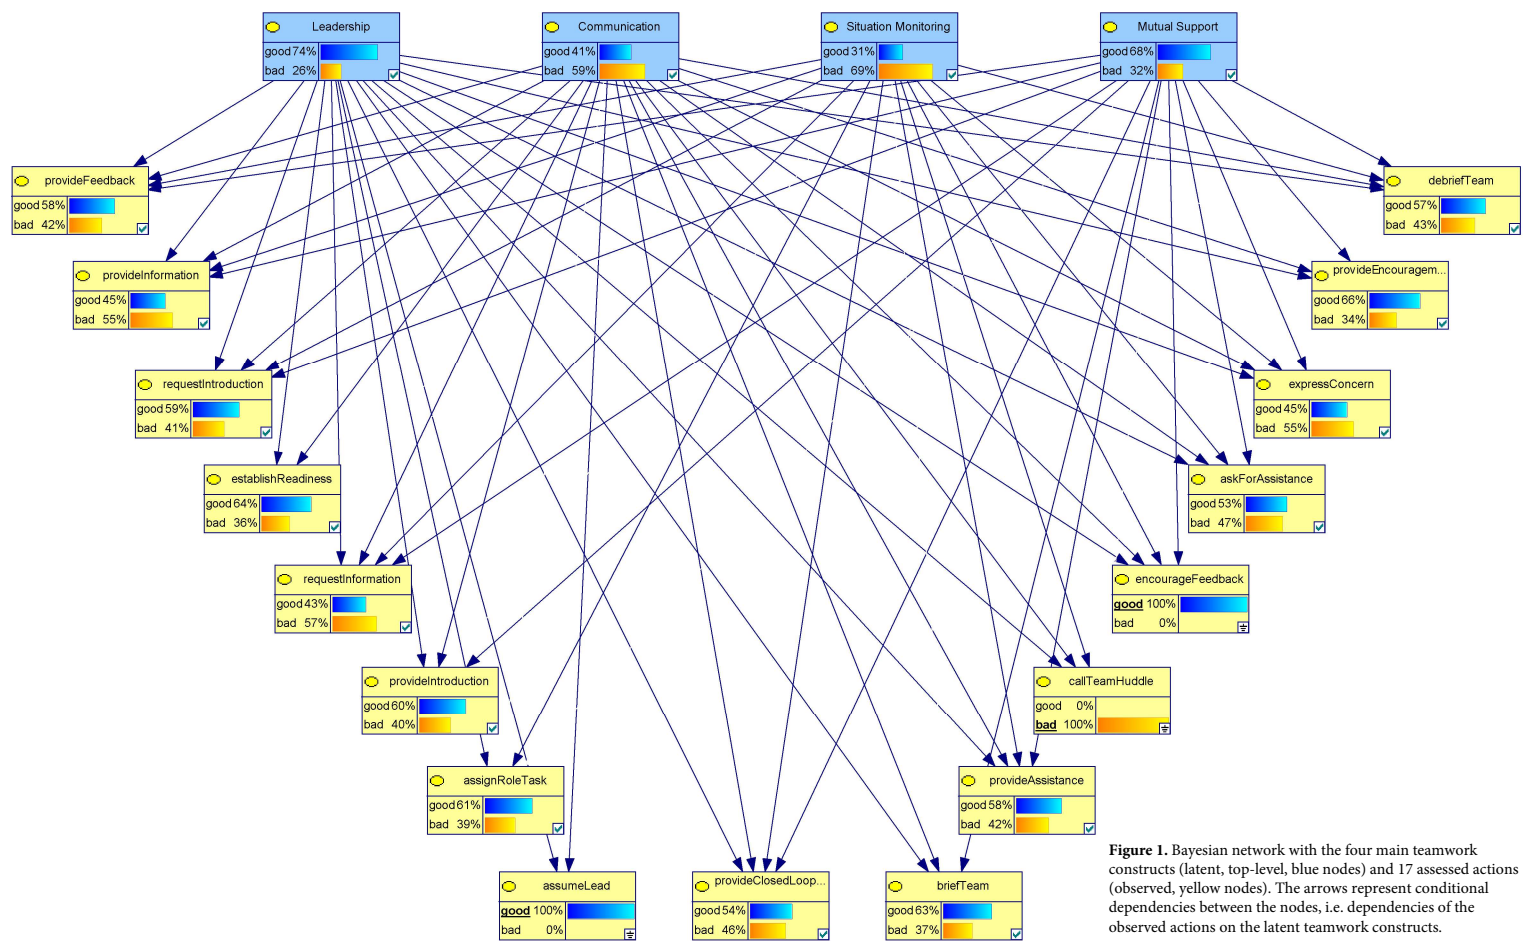 Leadership
good 74%
bad 26%
Communication
good 41%
bad 59%
Situation Monitoring
good 31%
bad 69%
Mutual Support
good 68%
bad 32%
provideFeedback
good 58%
bad 42%
debriefTeam
good 57%
bad 43%
provideInformation
good 45%
bad 55%
provideEncouragem...
good 66%
bad 34%
requestIntroduction
good 59%
bad 41%
expressConcern
good 45%
bad 55%
establishReadiness
good 64%
bad 36%
askForAssistance
good 53%
bad 47%
requestInformation
good 43%
bad 57%
encourageFeedback
good 100%
bad 0%
provideIntroduction
good 60%
bad 40%
callTeamHuddle
good 0%
bad 100%
assignRoleTask
good 61%
bad 39%
provideAssistance
good 58%
bad 42%
assumeLead
good 100%
bad 0%
provideClosedLoop...
good 54%
bad 46%
briefTeam
good 63%
bad 37%
Figure 1. Bayesian network with the four main teamwork
constructs (latent, top-level, blue nodes) and 17 assessed actions
(observed, yellow nodes). The arrows represent conditional
dependencies between the nodes, i.e. dependencies of the
observed actions on the latent teamwork constructs.